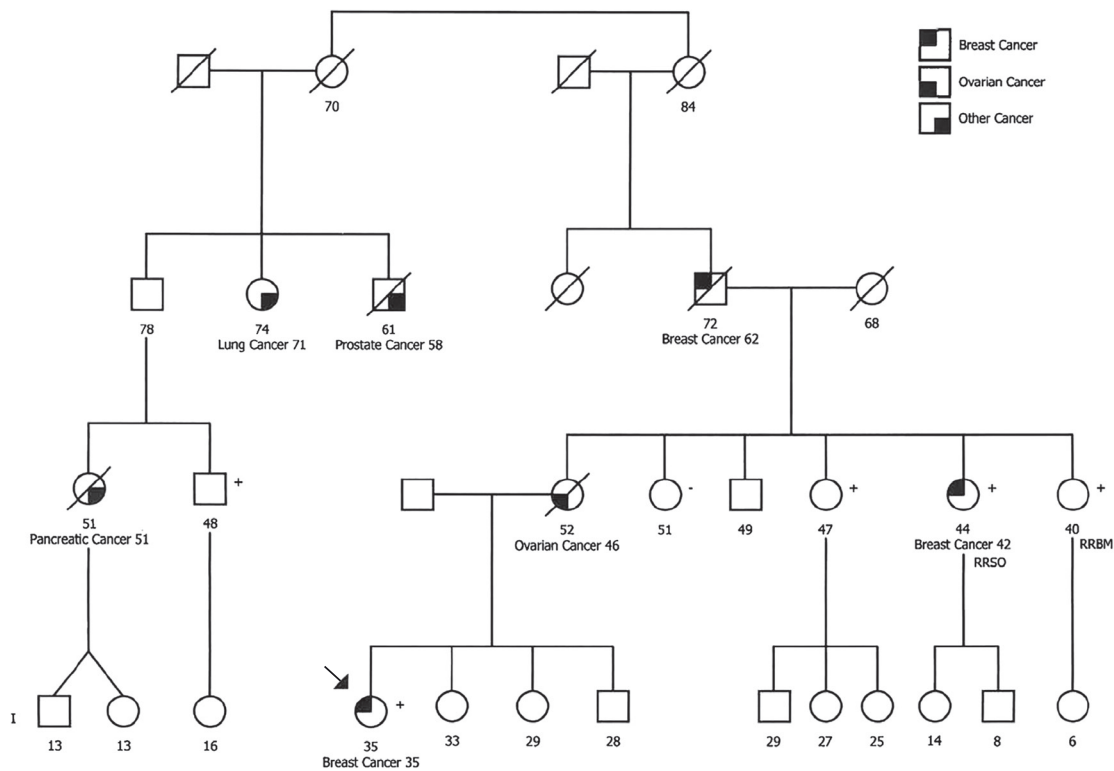 Breast Cancer
Ovarian Cancer
Other Cancer
70
84
78
74
61
Lung Cancer 71
Prostate Cancer 58
72
68
Breast Cancer 62
+
-
+
+
+
51
48
52
51
49
47
44
40
Pancreatic Cancer 51
Ovarian Cancer 46
Breast Cancer 42
RRBM
RRSO
I
+
13
13
16
35
33
29
28
29
27
25
14
8
6
Breast Cancer 35